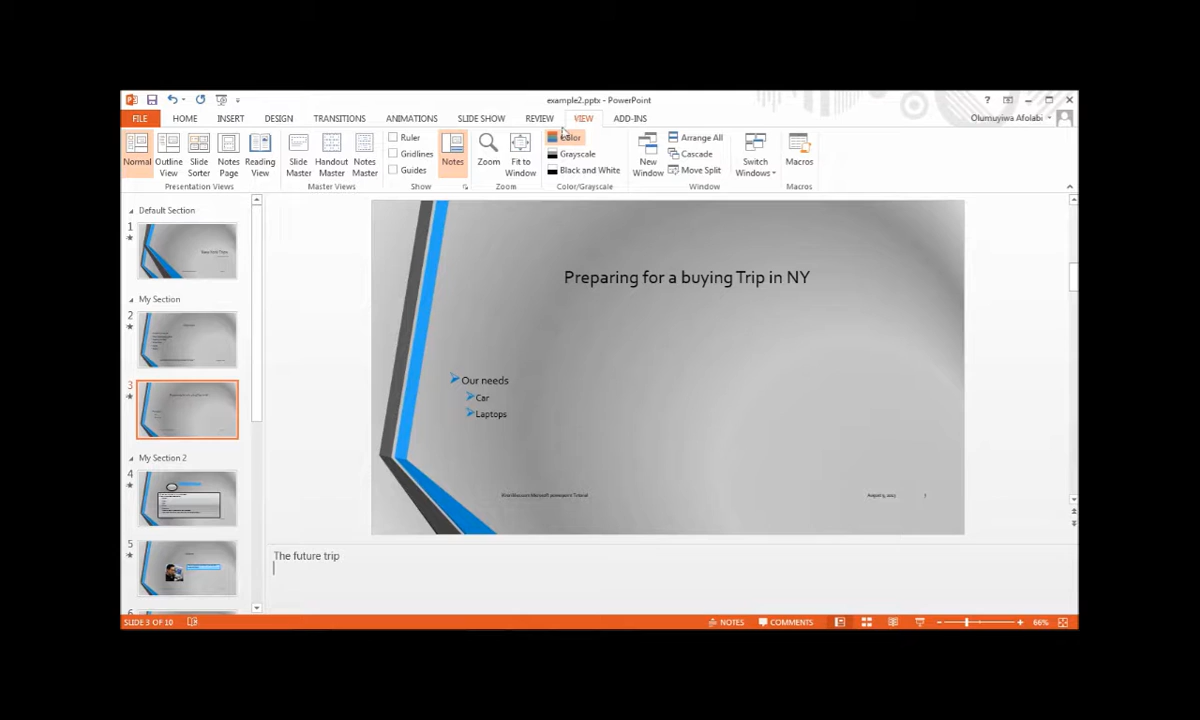 example2.pptx - PowerPoint
FILE HOME INSERT DESIGN TRANSITIONS ANIMATIONS SLIDE SHOW REVIEW VIEW ADD-INS Olumuyiwa Afolabi
Normal Outline View Slide Sorter Notes Page Reading View
Presentation Views
Slide Master Handout Master Notes Master
Master Views
Ruler
Gridlines
Guides
Show
Notes
Zoom Fit to Window
Zoom
Color
Grayscale
Black and White
Color/Grayscale
New Window
Arrange All
Cascade
Move Split
Switch Windows
Window
Macros
Macros
Default Section
1
My Section
2
3
My Section 2
4
5
6
Preparing for a buying Trip in NY
Our needs
Car
Laptops
The future trip
SLIDE 3 OF 10 NOTES COMMENTS 66%